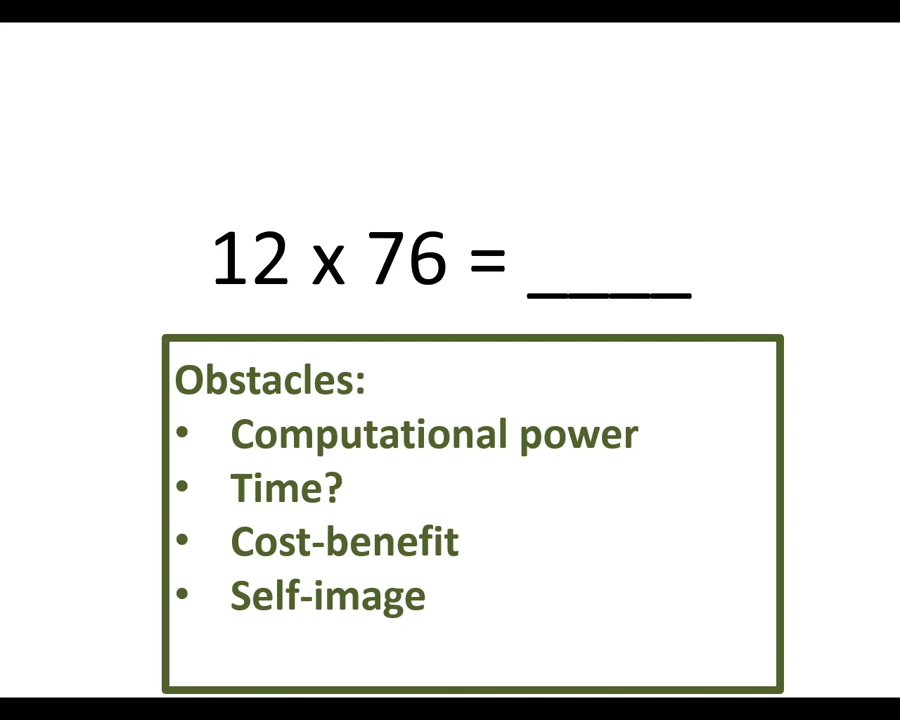 12 x 76 = ____
Obstacles:
• Computational power
• Time?
• Cost-benefit
• Self-image